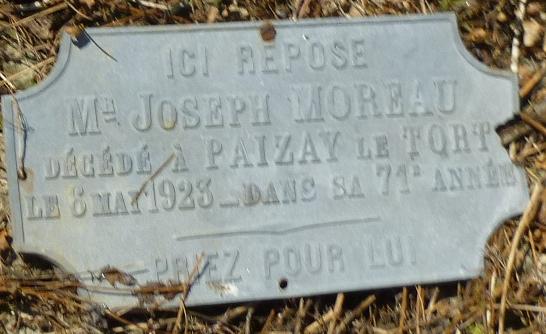 ICI REPOSE
MR JOSEPH MOREAU
DÉCÉDÉ À PAIZAY LE TORT
LE 8 MAI 1923 _ DANS SA 71E ANNÉE
PRIEZ POUR LUI